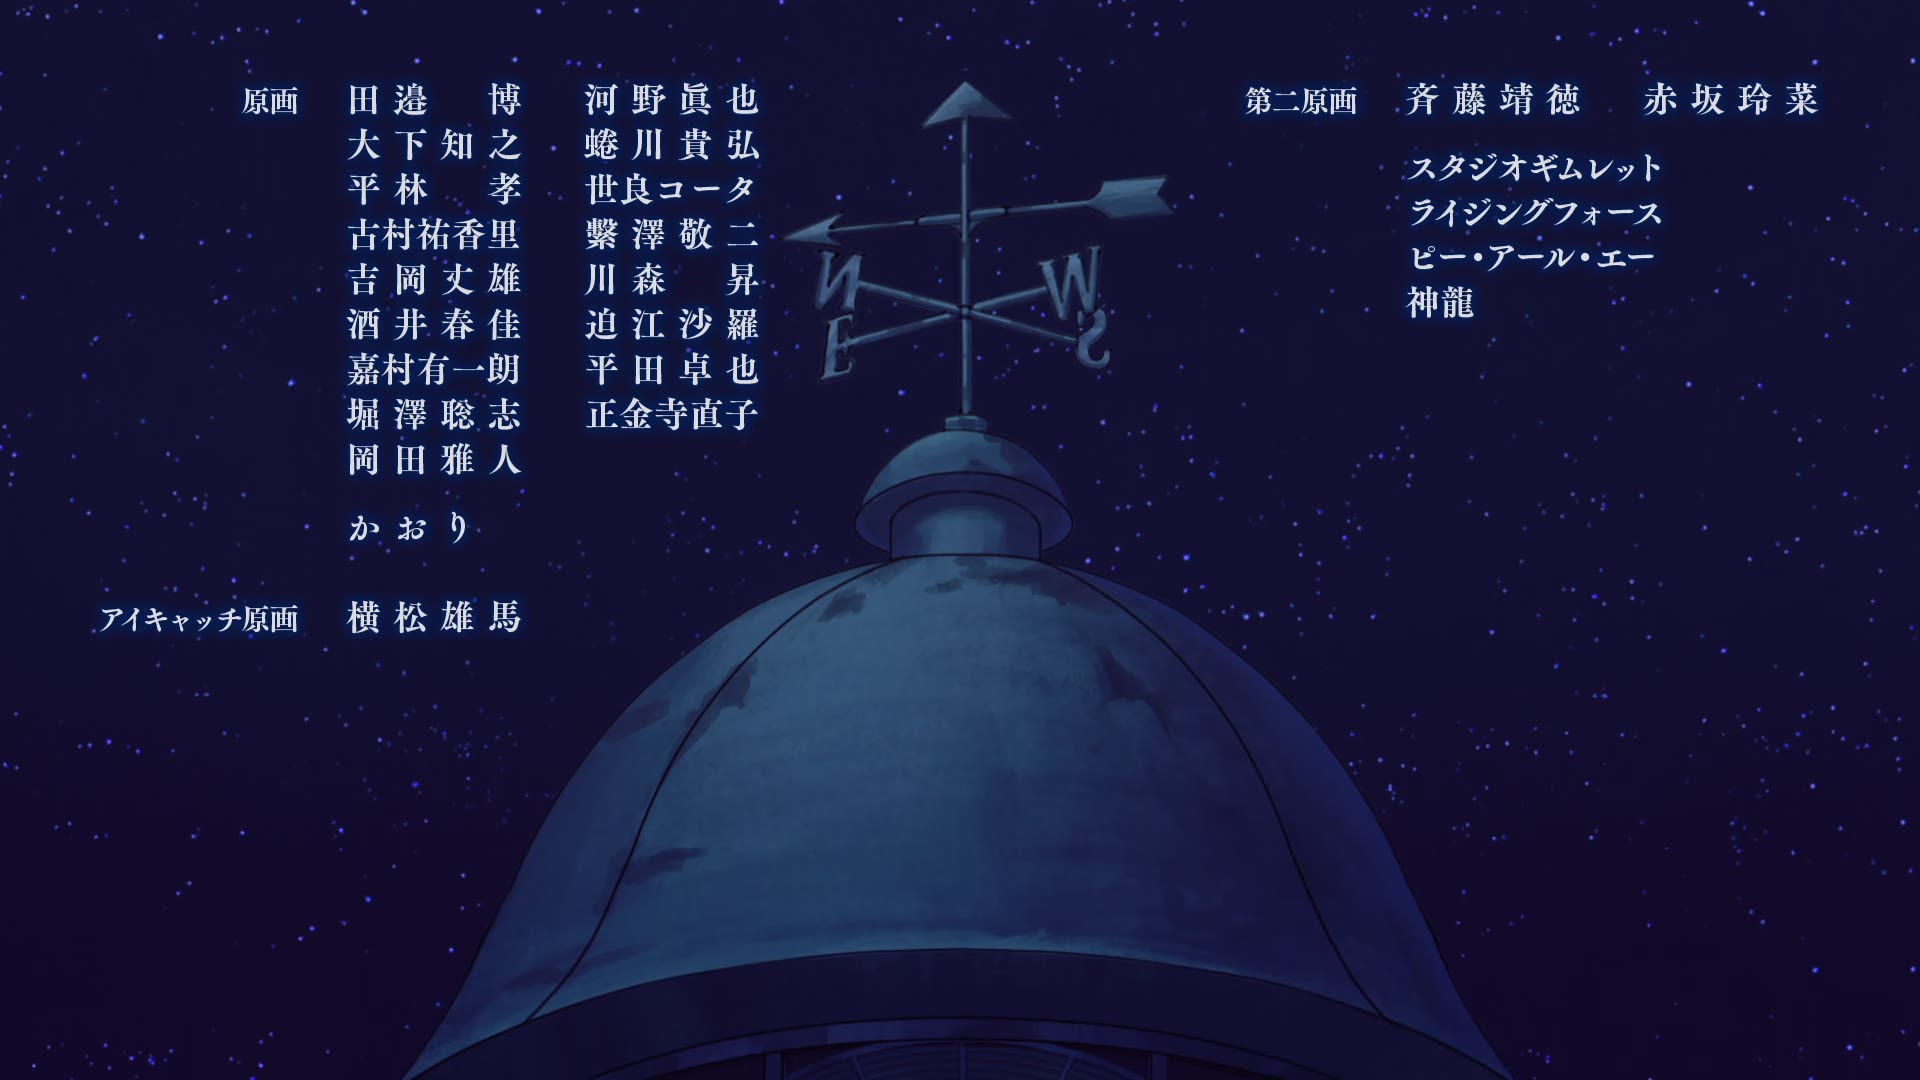 原画 田邉 博 河野眞也
大下知之 蜷川貴弘
平林 孝 世良コータ
古村祐香里 繫澤敬二
吉岡丈雄 川森 昇
酒井春佳 迫江沙羅
嘉村有一朗 平田卓也
堀澤聡志 正金寺直子
岡田雅人
かおり
アイキャッチ原画 横松雄馬
第二原画 斉藤靖徳 赤坂玲菜
スタジオギムレット
ライジングフォース
ピー・アール・エー
神龍
N
W
E
S